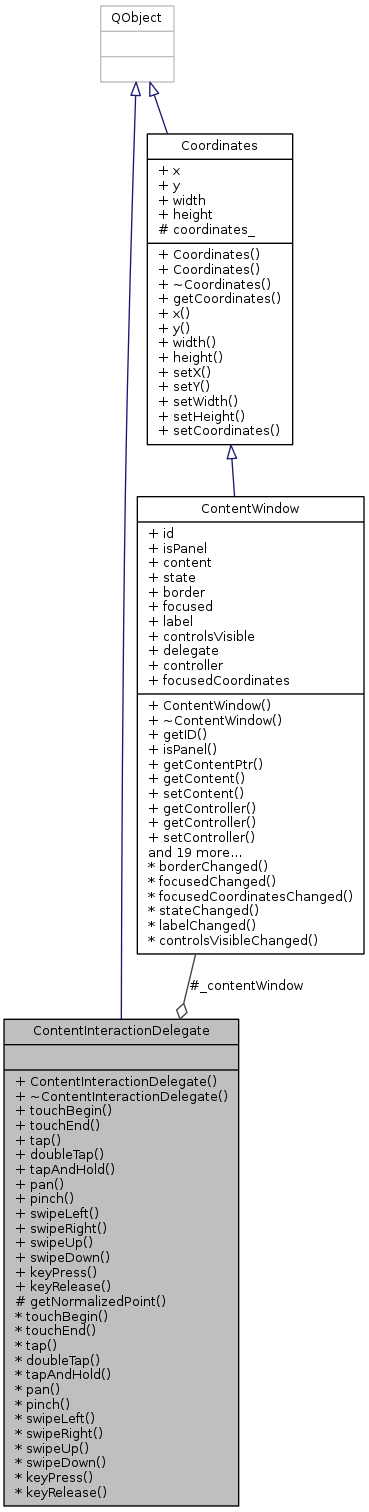 QObject
Coordinates
+ x
+ y
+ width
+ height
# coordinates_
+ Coordinates()
+ Coordinates()
+ ~Coordinates()
+ getCoordinates()
+ x()
+ y()
+ width()
+ height()
+ setX()
+ setY()
+ setWidth()
+ setHeight()
+ setCoordinates()
ContentWindow
+ id
+ isPanel
+ content
+ state
+ border
+ focused
+ label
+ controlsVisible
+ delegate
+ controller
+ focusedCoordinates
+ ContentWindow()
+ ~ContentWindow()
+ getID()
+ isPanel()
+ getContentPtr()
+ getContent()
+ setContent()
+ getController()
+ getController()
+ setController()
and 19 more...
* borderChanged()
* focusedChanged()
* focusedCoordinatesChanged()
* stateChanged()
* labelChanged()
* controlsVisibleChanged()
#_contentWindow
ContentInteractionDelegate
+ ContentInteractionDelegate()
+ ~ContentInteractionDelegate()
+ touchBegin()
+ touchEnd()
+ tap()
+ doubleTap()
+ tapAndHold()
+ pan()
+ pinch()
+ swipeLeft()
+ swipeRight()
+ swipeUp()
+ swipeDown()
+ keyPress()
+ keyRelease()
# getNormalizedPoint()
* touchBegin()
* touchEnd()
* tap()
* doubleTap()
* tapAndHold()
* pan()
* pinch()
* swipeLeft()
* swipeRight()
* swipeUp()
* swipeDown()
* keyPress()
* keyRelease()